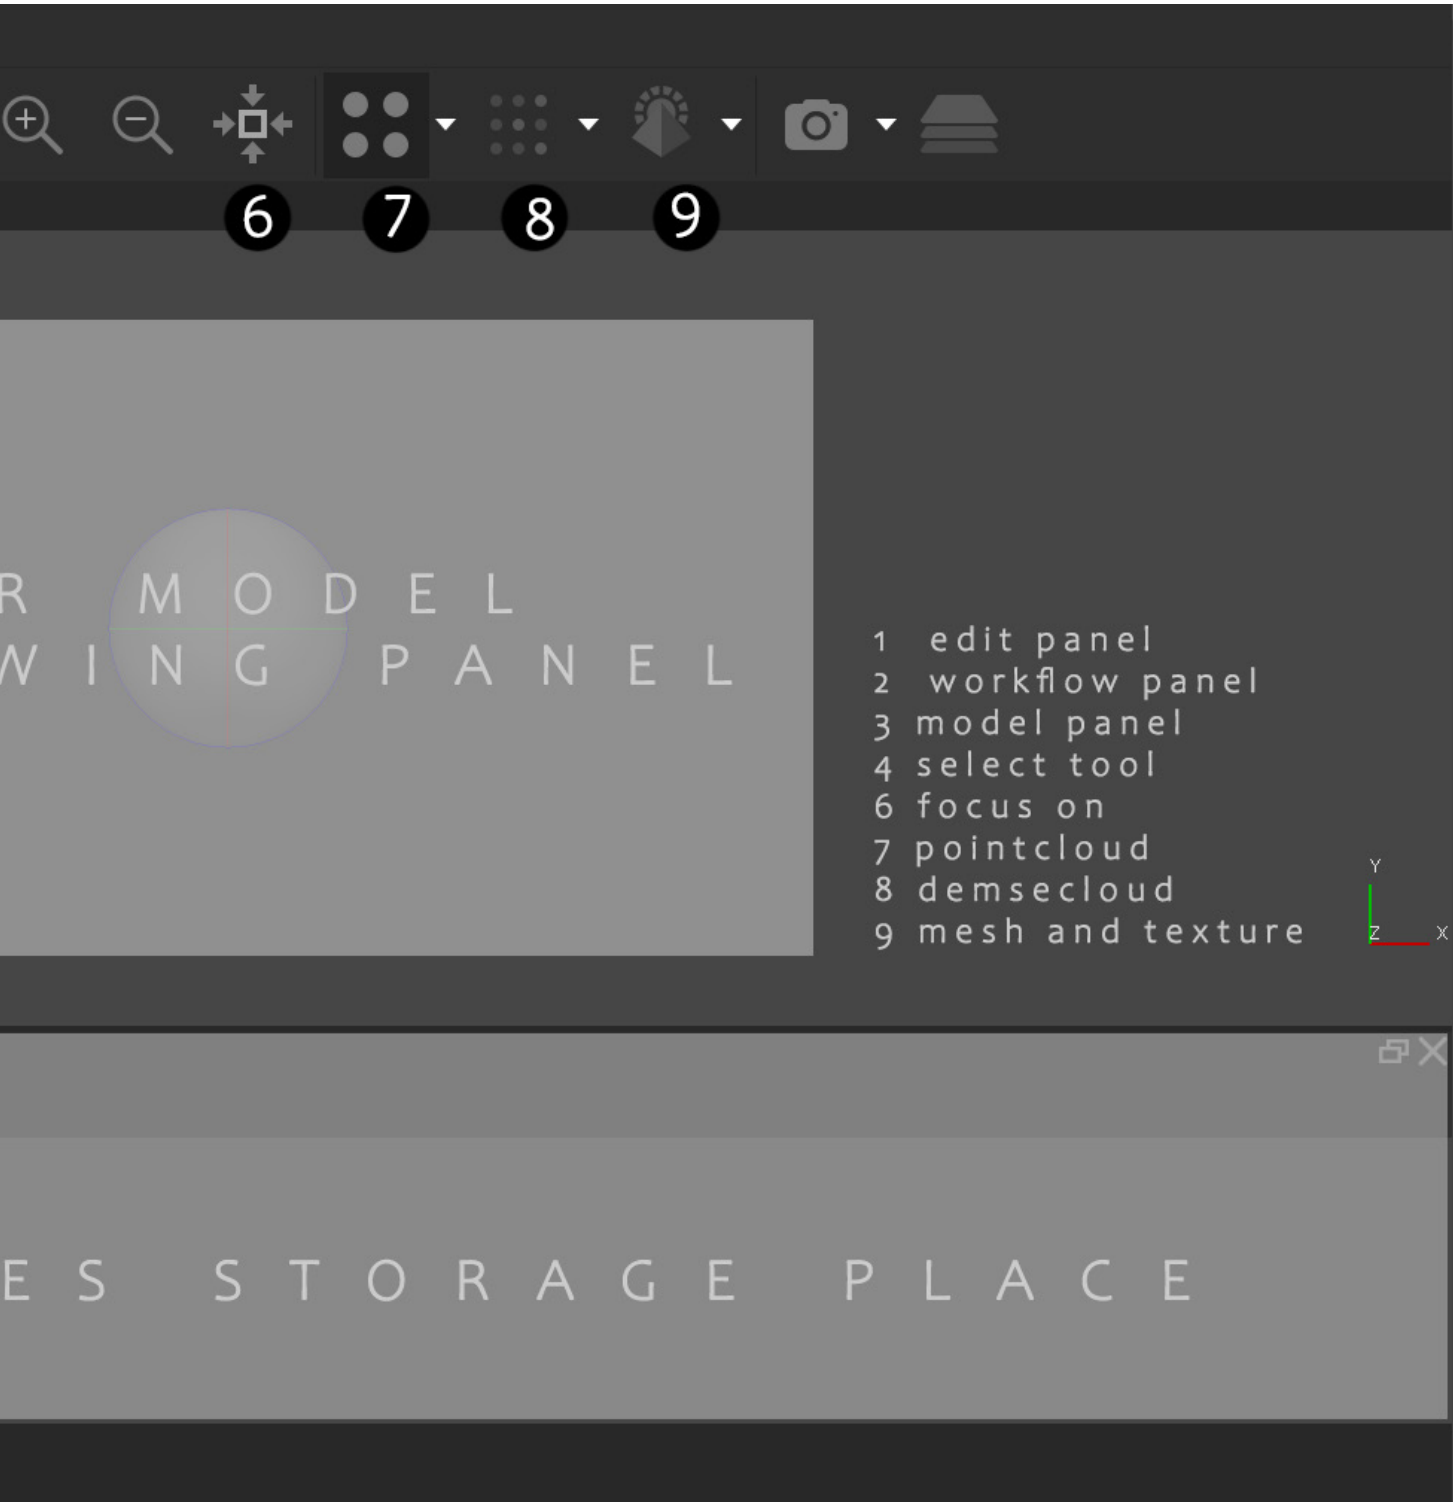 6 7 8 9
R MODEL
WING PANEL
1 edit panel
2 workflow panel
3 model panel
4 select tool
6 focus on
7 pointcloud
8 demsecloud
9 mesh and texture
Y
Z X
ES STORAGE PLACE